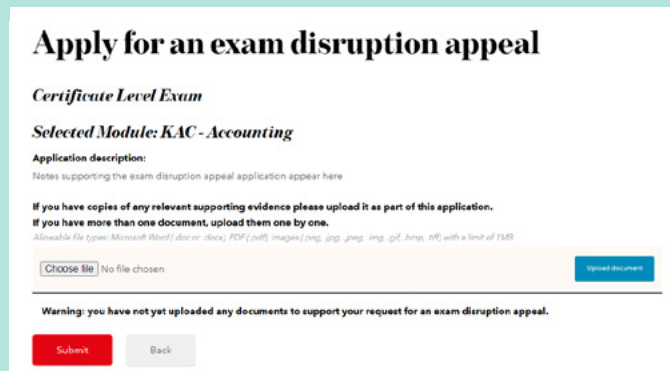 Apply for an exam disruption appeal
Certificate Level Exam
Selected Module: KAC - Accounting
Application description:
Notes supporting the exam disruption appeal application appear here
If you have copies of any relevant supporting evidence please upload it as part of this application.
If you have more than one document, upload them one by one.
Allowable file types: Microsoft Word (.doc or .docx), PDF (.pdf), images (.png, .jpg, .jpeg, .img, .gif, .bmp, .tiff) with a limit of 1MB
Choose file No file chosen Upload document
Warning: you have not yet uploaded any documents to support your request for an exam disruption appeal.
Submit Back